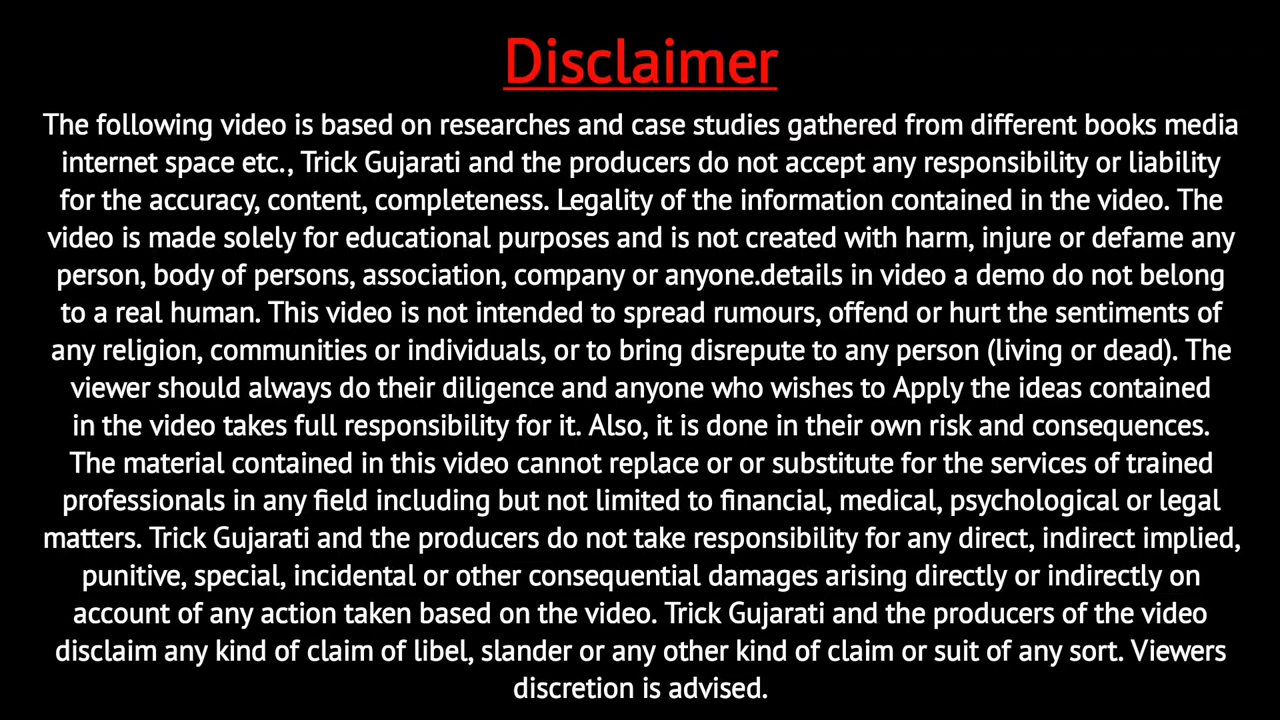 Disclaimer
The following video is based on researches and case studies gathered from different books media
internet space etc., Trick Gujarati and the producers do not accept any responsibility or liability
for the accuracy, content, completeness. Legality of the information contained in the video. The
video is made solely for educational purposes and is not created with harm, injure or defame any
person, body of persons, association, company or anyone.details in video a demo do not belong
to a real human. This video is not intended to spread rumours, offend or hurt the sentiments of
any religion, communities or individuals, or to bring disrepute to any person (living or dead). The
viewer should always do their diligence and anyone who wishes to Apply the ideas contained
in the video takes full responsibility for it. Also, it is done in their own risk and consequences.
The material contained in this video cannot replace or or substitute for the services of trained
professionals in any field including but not limited to financial, medical, psychological or legal
matters. Trick Gujarati and the producers do not take responsibility for any direct, indirect implied,
punitive, special, incidental or other consequential damages arising directly or indirectly on
account of any action taken based on the video. Trick Gujarati and the producers of the video
disclaim any kind of claim of libel, slander or any other kind of claim or suit of any sort. Viewers
discretion is advised.